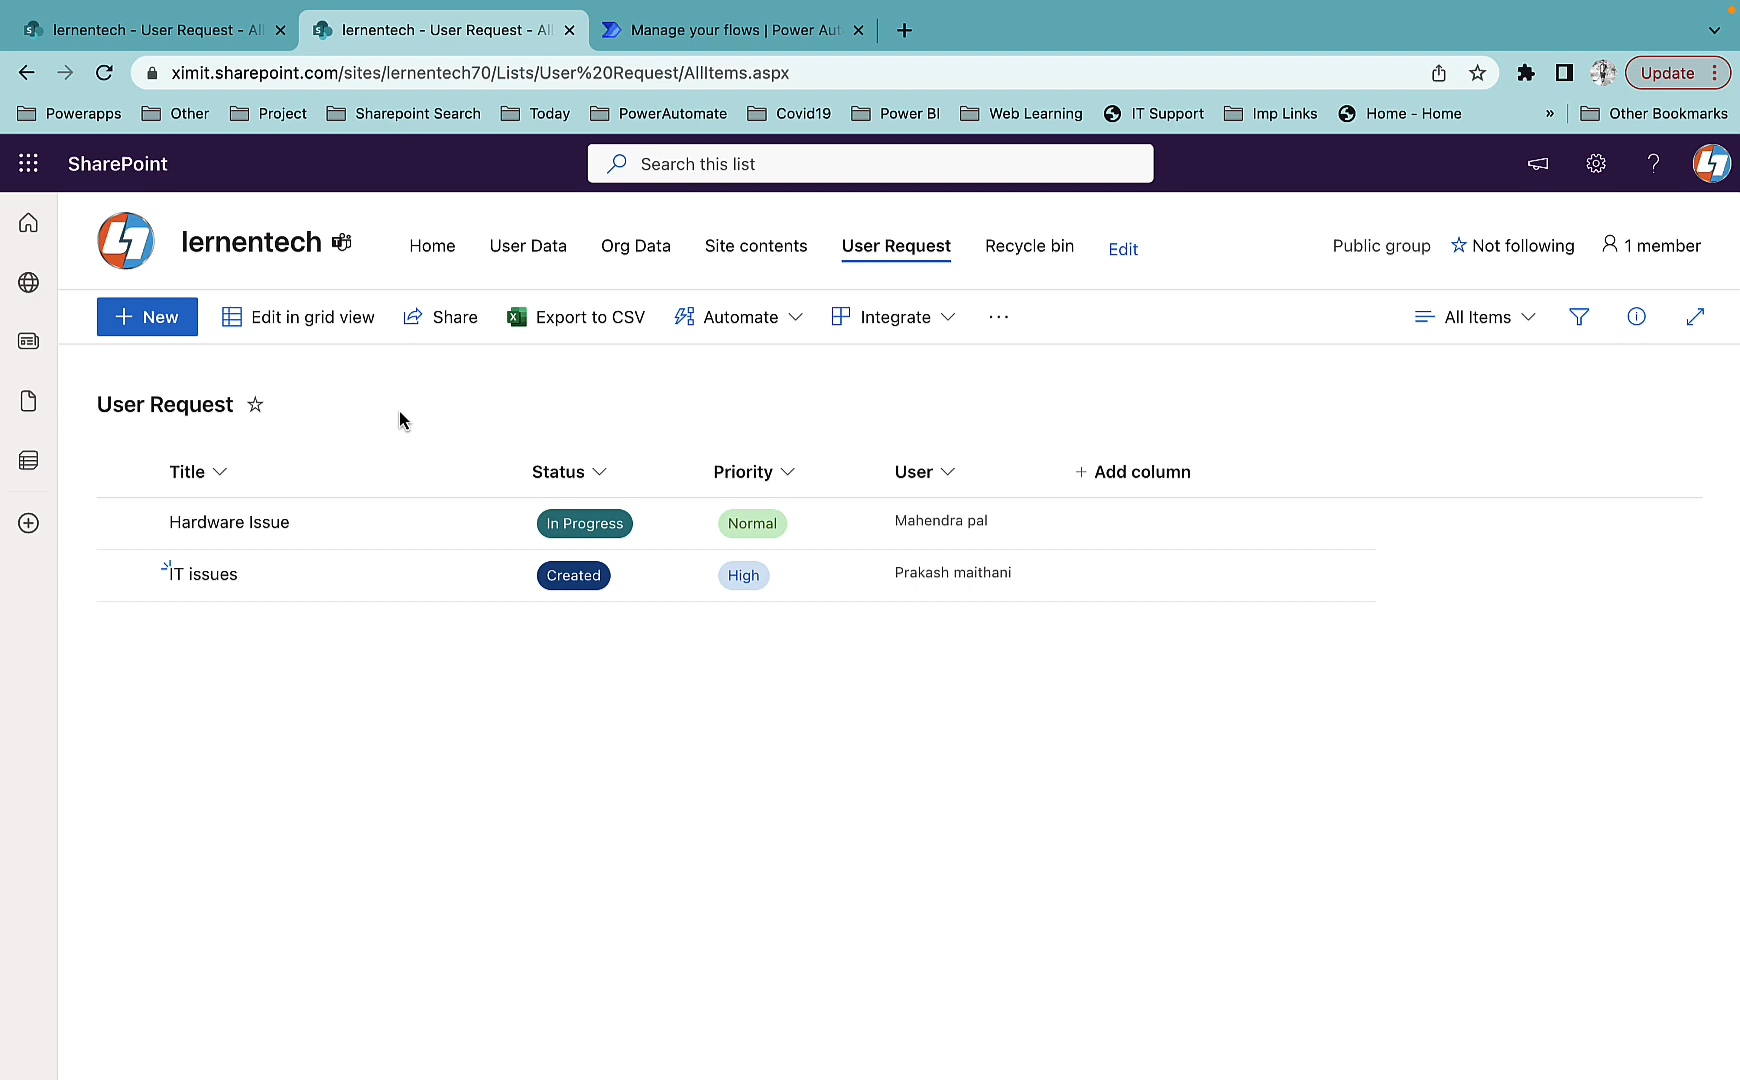 lernentech - User Request - Al
lernentech - User Request - Al
Manage your flows | Power Aut
ximit.sharepoint.com/sites/lernentech70/Lists/User%20Request/AllItems.aspx
Update
Powerapps
Other
Project
Sharepoint Search
Today
PowerAutomate
Covid19
Power BI
Web Learning
IT Support
Imp Links
Home - Home
»
Other Bookmarks
SharePoint
Search this list
lernentech
Home
User Data
Org Data
Site contents
User Request
Recycle bin
Edit
Public group
Not following
1 member
+ New
Edit in grid view
Share
Export to CSV
Automate
Integrate
...
All Items
User Request
Title
Status
Priority
User
+ Add column
Hardware Issue
In Progress
Normal
Mahendra pal
IT issues
Created
High
Prakash maithani